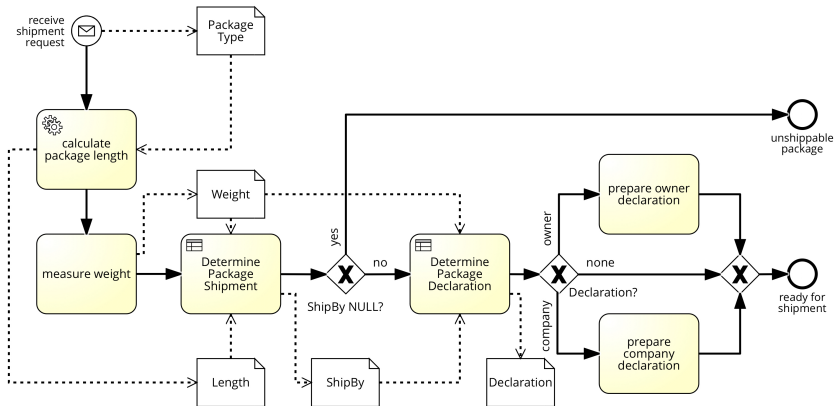 receive
shipment
request
Package
Type
calculate
package length
unshippable
package
Weight
yes
owner
prepare owner
declaration
measure weight
Determine
Package
Shipment
no
Determine
Package
Declaration
none
ShipBy NULL?
Declaration?
ready for
shipment
company
prepare
company
declaration
Length
ShipBy
Declaration